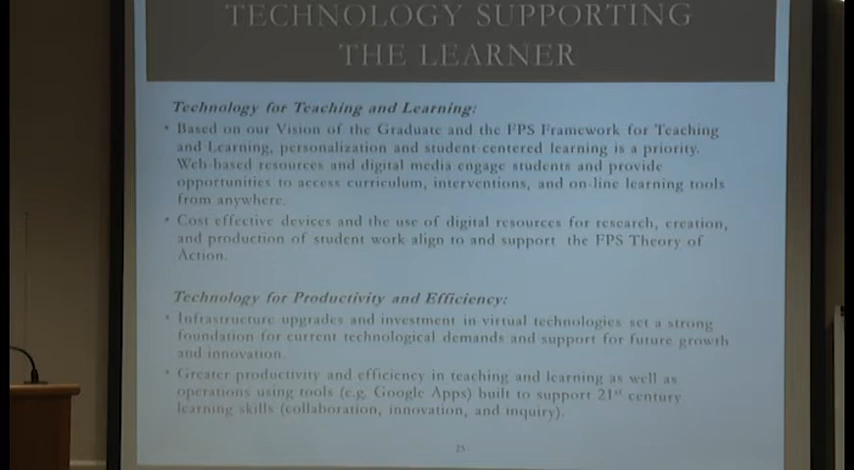 TECHNOLOGY SUPPORTING
THE LEARNER
Technology for Teaching and Learning:
• Based on our Vision of the Graduate and the FPS Framework for Teaching
and Learning, personalization and student-centered learning is a priority.
Web-based resources and digital media engage students and provide
opportunities to access curriculum, interventions, and on-line learning tools
from anywhere.
• Cost effective devices and the use of digital resources for research, creation,
and production of student work align to and support the FPS Theory of
Action.
Technology for Productivity and Efficiency:
• Infrastructure upgrades and investment in virtual technologies set a strong
foundation for current technological demands and support for future growth
and innovation.
• Greater productivity and efficiency in teaching and learning as well as
operations using tools (e.g. Google Apps) built to support 21st century
learning skills (collaboration, innovation, and inquiry).
25